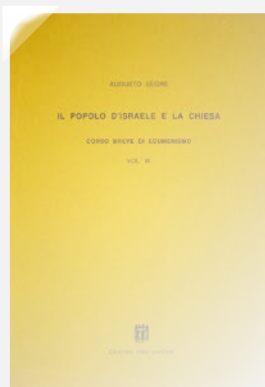 AUGUSTO SEGRE
IL POPOLO D'ISRAELE E LA CHIESA
CORSO BREVE DI ECUMENISMO
VOL. III